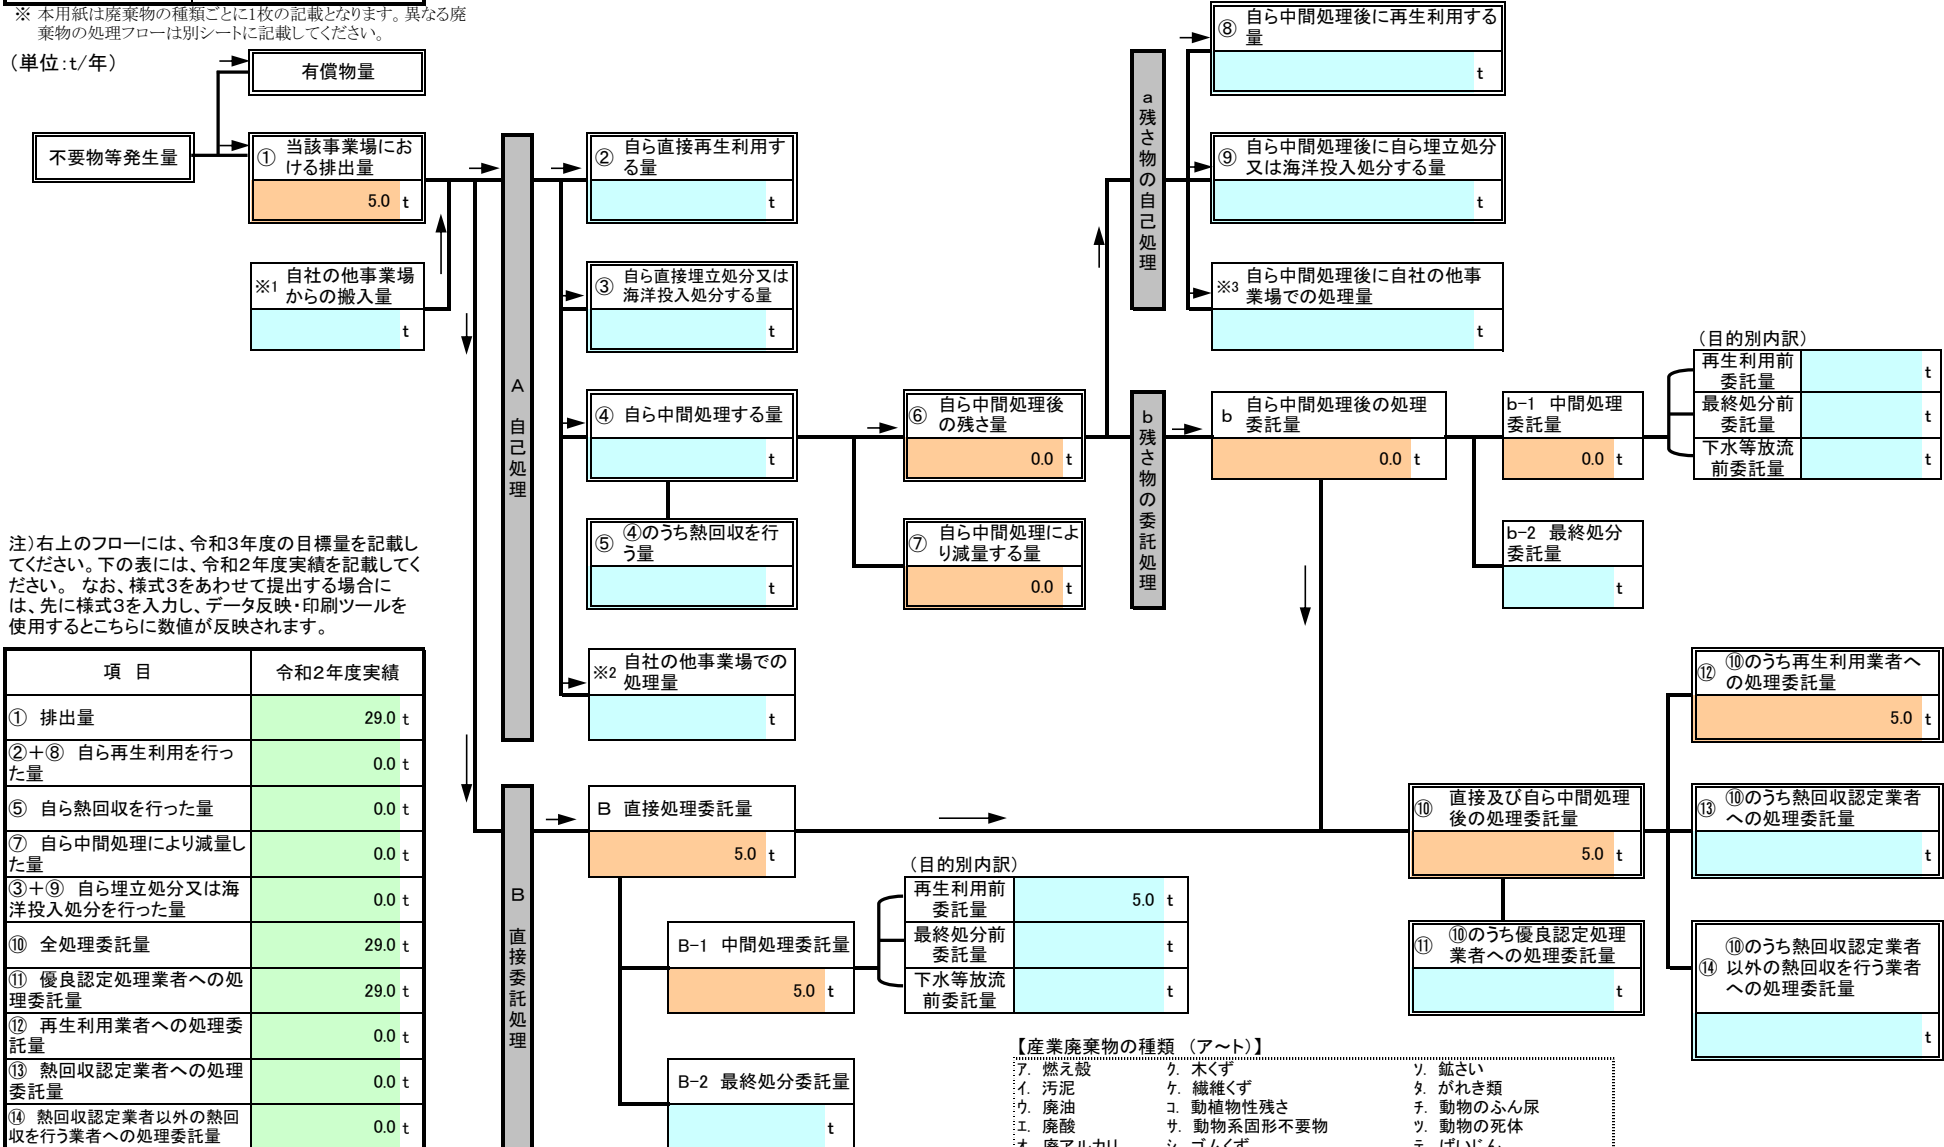 ※ 本用紙は廃棄物の種類ごとに1枚の記載となります。異なる廃
棄物の処理フローは別シートに記載してください。
(単位:t/年)
有償物量
不要物等発生量
① 当該事業場にお
ける排出量
5.0 t
※1 自社の他事業場
からの搬入量
t
A 自己処理
② 自ら直接再生利用す
る量
t
③ 自ら直接埋立処分又は
海洋投入処分する量
t
④ 自ら中間処理する量
t
⑤ ④のうち熱回収を行
う量
t
※2 自社の他事業場での
処理量
t
⑥ 自ら中間処理後
の残さ量
0.0 t
⑦ 自ら中間処理によ
り減量する量
0.0 t
a 残さ物の自己処理
⑧ 自ら中間処理後に再生利用する
量
t
⑨ 自ら中間処理後に自ら埋立処分
又は海洋投入処分する量
t
※3 自ら中間処理後に自社の他事
業場での処理量
t
b 残さ物の委託処理
b 自ら中間処理後の処理
委託量
0.0 t
b-1 中間処理
委託量
0.0 t
(目的別内訳)
再生利用前
委託量
t
最終処分前
委託量
t
下水等放流
前委託量
t
b-2 最終処分
委託量
t
注)右上のフローには、令和3年度の目標量を記載し
てください。下の表には、令和2年度実績を記載してく
ださい。 なお、様式3をあわせて提出する場合に
は、先に様式3を入力し、データ反映・印刷ツールを
使用するとこちらに数値が反映されます。
項 目 令和2年度実績
① 排出量 29.0 t
②+⑧ 自ら再生利用を行っ
た量
0.0 t
⑤ 自ら熱回収を行った量 0.0 t
⑦ 自ら中間処理により減量し
た量
0.0 t
③+⑨ 自ら埋立処分又は海
洋投入処分を行った量
0.0 t
⑩ 全処理委託量 29.0 t
⑪ 優良認定処理業者への処
理委託量
29.0 t
⑫ 再生利用業者への処理委
託量
0.0 t
⑬ 熱回収認定業者への処理
委託量
0.0 t
⑭ 熱回収認定業者以外の熱回
収を行う業者への処理委託量
0.0 t
B 直接委託処理
B 直接処理委託量
5.0 t
B-1 中間処理委託量
5.0 t
(目的別内訳)
再生利用前
委託量
5.0 t
最終処分前
委託量
t
下水等放流
前委託量
t
B-2 最終処分委託量
t
⑩ 直接及び自ら中間処理
後の処理委託量
5.0 t
⑪ ⑩のうち優良認定処理
業者への処理委託量
t
⑫ ⑩のうち再生利用業者へ
の処理委託量
5.0 t
⑬ ⑩のうち熱回収認定業者
への処理委託量
t
⑭ ⑩のうち熱回収認定業者
以外の熱回収を行う業者
への処理委託量
t
【産業廃棄物の種類 (ア~ト)】
ア. 燃え殻 ク. 木くず ソ. 鉱さい
イ. 汚泥 ケ. 繊維くず タ. がれき類
ウ. 廃油 コ. 動植物性残さ チ. 動物のふん尿
エ. 廃酸 サ. 動物系固形不要物 ツ. 動物の死体
オ. 廃アルカリ シ. ゴムくず テ. ばいじん